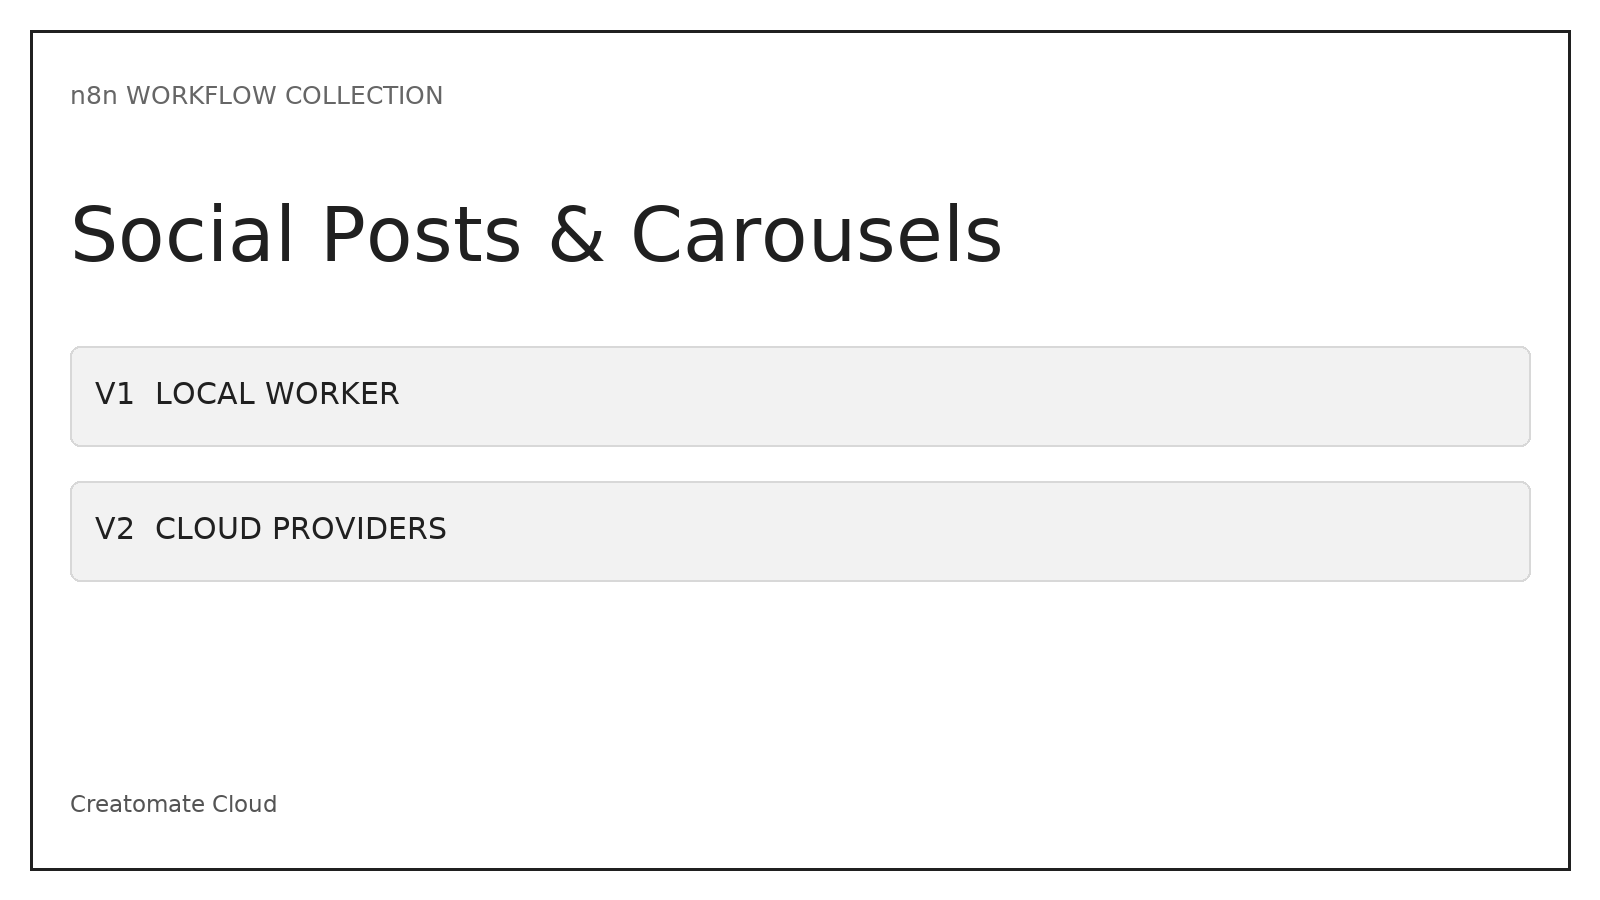 n8n WORKFLOW COLLECTION
Social Posts & Carousels
V1 LOCAL WORKER
V2 CLOUD PROVIDERS
Creatomate Cloud